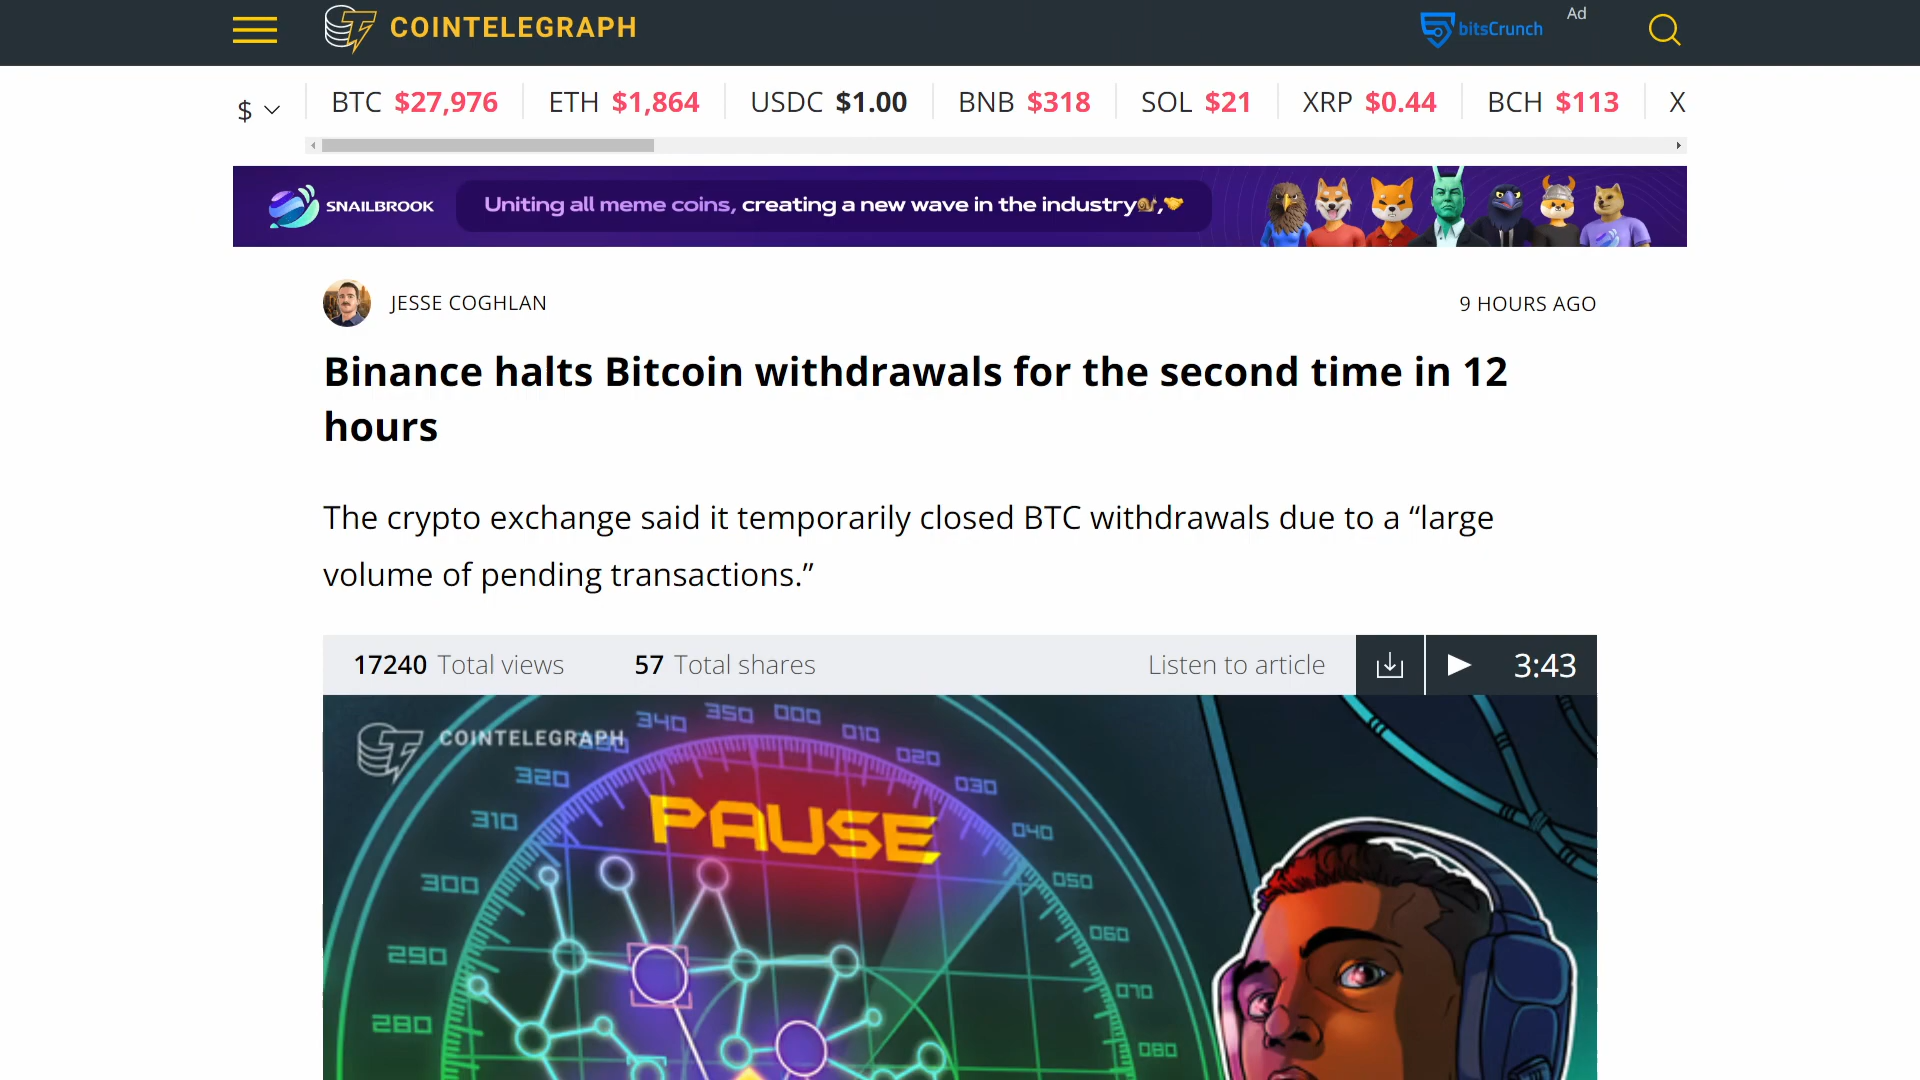 COINTELEGRAPH
bitsCrunch
Ad
$
BTC $27,976
ETH $1,864
USDC $1.00
BNB $318
SOL $21
XRP $0.44
BCH $113
X
SNAILBROOK
Uniting all meme coins, creating a new wave in the industry🐌,🤝
JESSE COGHLAN
9 HOURS AGO
Binance halts Bitcoin withdrawals for the second time in 12
hours
The crypto exchange said it temporarily closed BTC withdrawals due to a “large
volume of pending transactions.”
17240 Total views
57 Total shares
Listen to article
3:43
COINTELEGRAPH
340 350 000 010 020 030 040 050 060 070 080
320
310
300
290
280
PAUSE